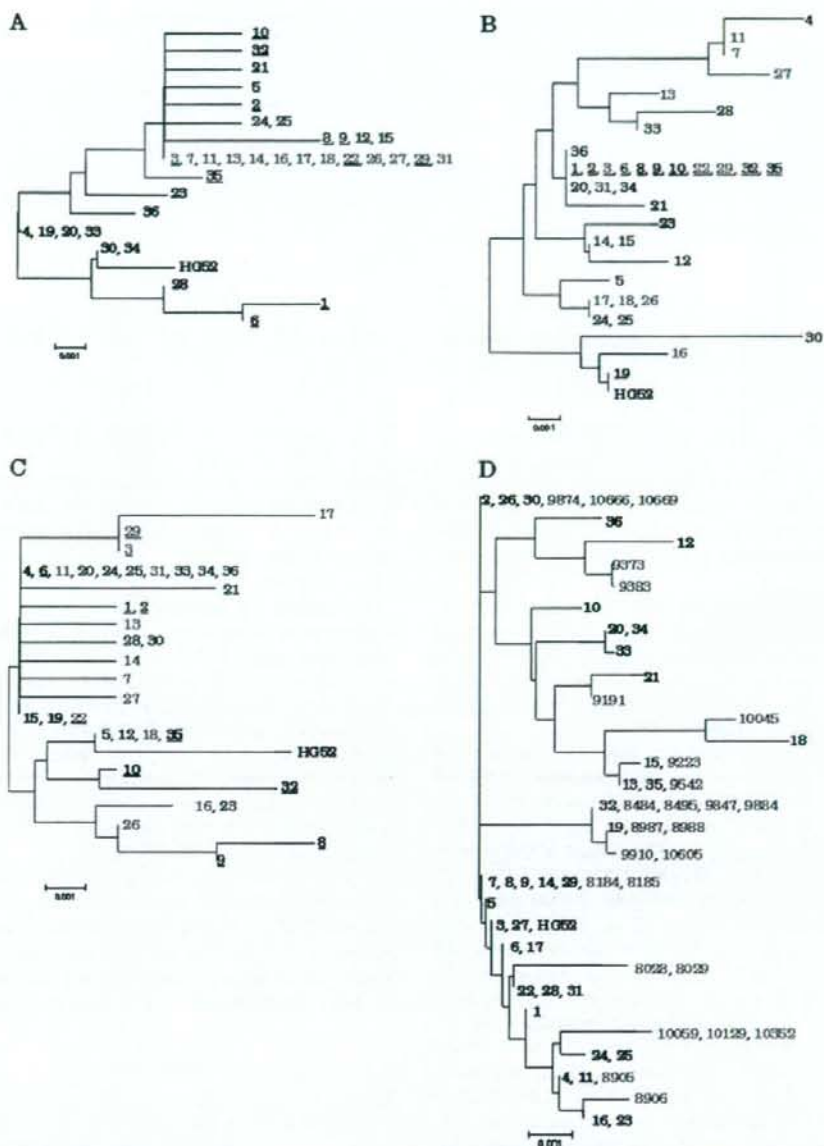 A
10
32
21
5
2
24, 25
8, 9, 12, 15
3, 7, 11, 13, 14, 16, 17, 18, 22, 26, 27, 29, 31
35
23
36
4, 19, 20, 33
30, 34
HG52
28
1
6
0.001
B
4
11
7
27
13
28
33
36
1, 2, 3, 6, 8, 9, 10, 22, 29, 32, 35
20, 31, 34
21
23
14, 15
12
5
17, 18, 26
24, 25
30
16
19
HG52
0.001
C
17
29
3
4, 6, 11, 20, 24, 25, 31, 33, 34, 36
21
1, 2
13
28, 30
14
7
27
15, 19, 22
5, 12, 18, 35
HG52
10
32
16, 23
26
8
9
0.001
D
2, 26, 30, 9874, 10666, 10669
36
12
9373
9383
10
20, 34
33
21
9191
10045
18
15, 9223
13, 35, 9542
32, 8484, 8495, 9847, 9884
19, 8987, 8988
9910, 10605
7, 8, 9, 14, 29, 8184, 8185
5
3, 27, HG52
6, 17
8028, 8029
22, 28, 31
1
10059, 10129, 10352
24, 25
4, 11, 8905
8906
16, 23
0.001